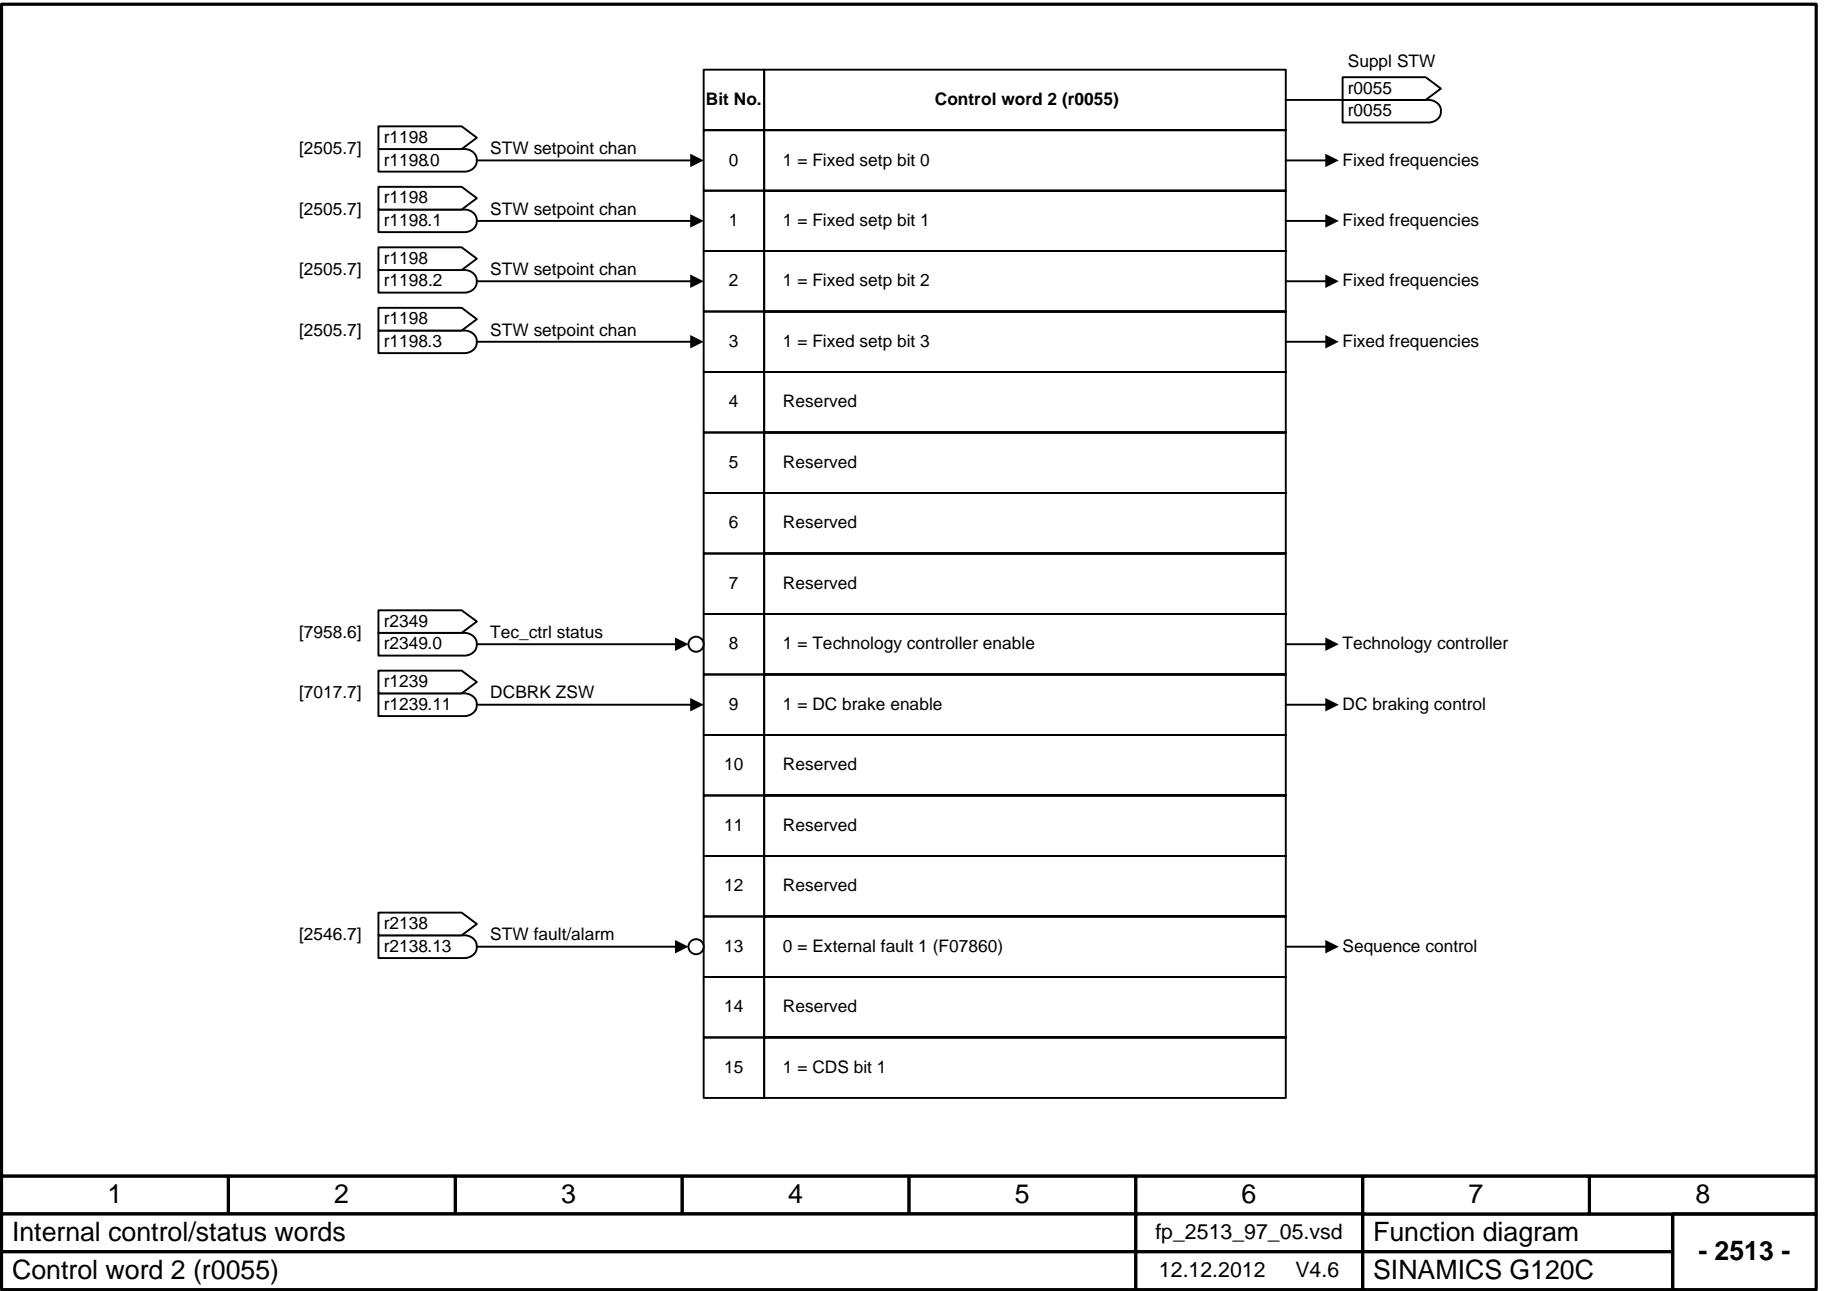 Suppl STW
r0055
r0055
Bit No. Control word 2 (r0055)
[2505.7] r1198 STW setpoint chan
r1198.0
0 1 = Fixed setp bit 0 Fixed frequencies
[2505.7] r1198 STW setpoint chan
r1198.1
1 1 = Fixed setp bit 1 Fixed frequencies
[2505.7] r1198 STW setpoint chan
r1198.2
2 1 = Fixed setp bit 2 Fixed frequencies
[2505.7] r1198 STW setpoint chan
r1198.3
3 1 = Fixed setp bit 3 Fixed frequencies
4 Reserved
5 Reserved
6 Reserved
7 Reserved
[7958.6] r2349 Tec_ctrl status
r2349.0
8 1 = Technology controller enable Technology controller
[7017.7] r1239 DCBRK ZSW
r1239.11
9 1 = DC brake enable DC braking control
10 Reserved
11 Reserved
12 Reserved
[2546.7] r2138 STW fault/alarm
r2138.13
13 0 = External fault 1 (F07860) Sequence control
14 Reserved
15 1 = CDS bit 1
1 2 3 4 5 6 7 8
Internal control/status words fp_2513_97_05.vsd Function diagram
- 2513 -
Control word 2 (r0055) 12.12.2012 V4.6 SINAMICS G120C